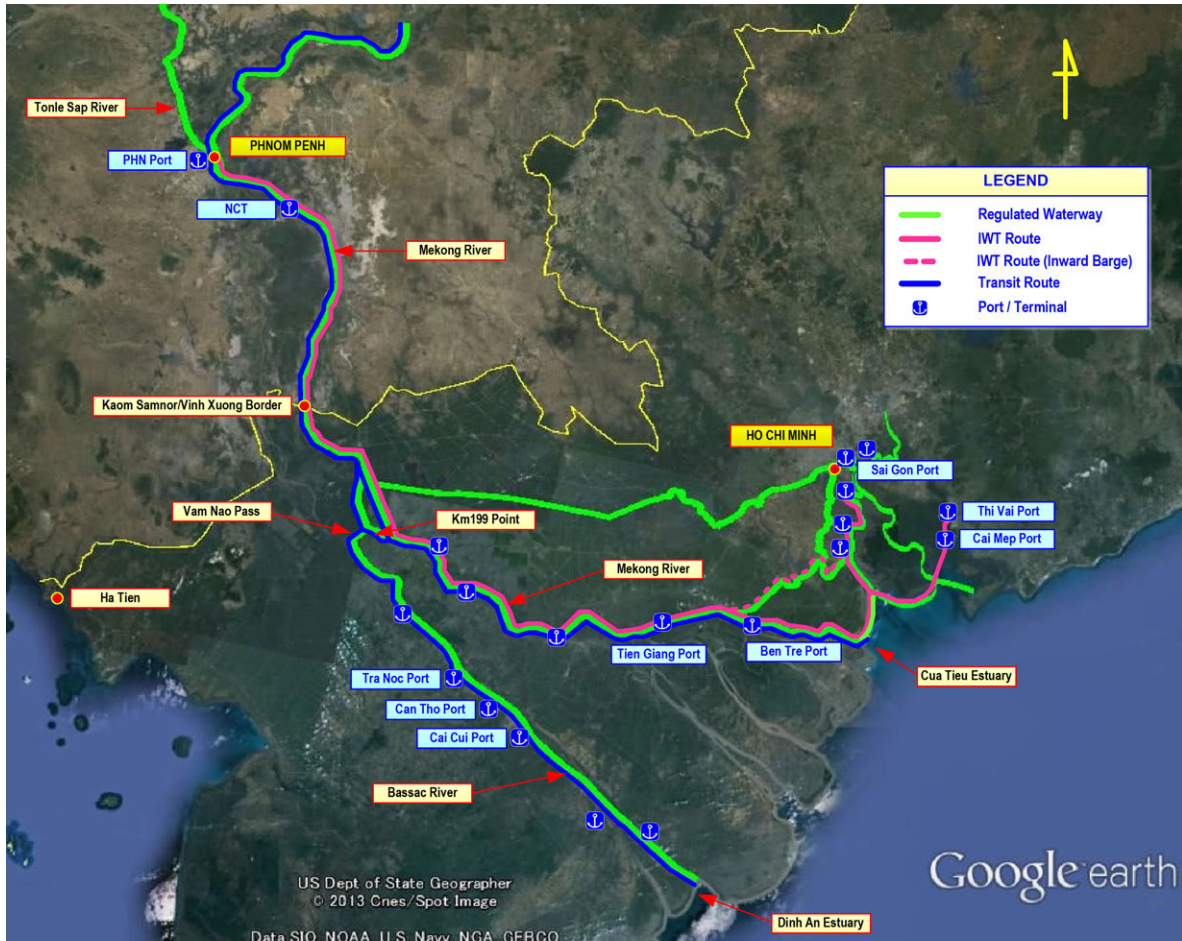 Tonle Sap River
PHN Port
PHNOM PENH
NCT
Mekong River
LEGEND
Regulated Waterway
IWT Route
IWT Route (Inward Barge)
Transit Route
Port / Terminal
Kaom Samnor/Vinh Xuong Border
HO CHI MINH
Sai Gon Port
Vam Nao Pass
Km199 Point
Thi Vai Port
Cai Mep Port
Mekong River
Ha Tien
Tien Giang Port
Ben Tre Port
Cua Tieu Estuary
Tra Noc Port
Can Tho Port
Cai Cui Port
Bassac River
Google earth
US Dept of State Geographer
© 2013 Cnes/Spot Image
Dinh An Estuary
Data SIO, NOAA, U.S. Navy, NGA, GEBCO